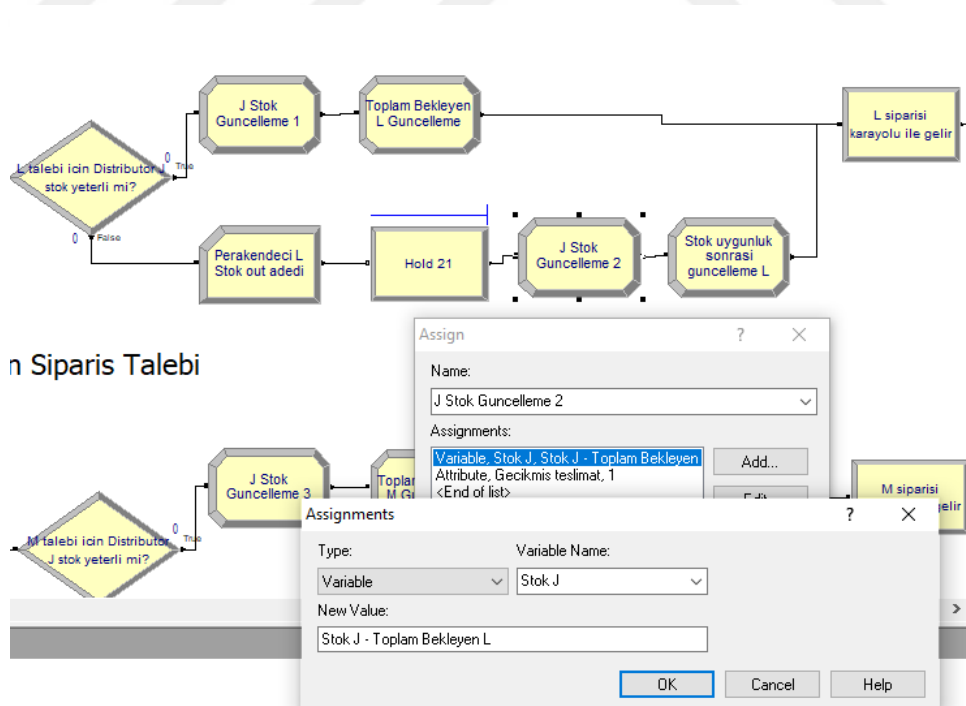 J Stok
Guncelleme 1
Toplam Bekleyen
L Guncelleme
L siparisi
karayolu ile gelir
L talebi icin Distributor J
stok yeterli mi?
0
True
0
False
Perakendeci L
Stok out adedi
Hold 21
J Stok
Guncelleme 2
Stok uygunluk
sonrasi
guncelleme L
n Siparis Talebi
Assign
?
Name:
J Stok Guncelleme 2
Assignments:
Variable, Stok J, Stok J - Toplam Bekleyen
Attribute, Gecikmis teslimat, 1
<End of list>
Add...
Edit...
J Stok
Guncelleme 3
M talebi icin Distributor
J stok yeterli mi?
0
True
M siparisi
gelir
Assignments
?
Type:
Variable Name:
Variable
Stok J
New Value:
Stok J - Toplam Bekleyen L
OK
Cancel
Help